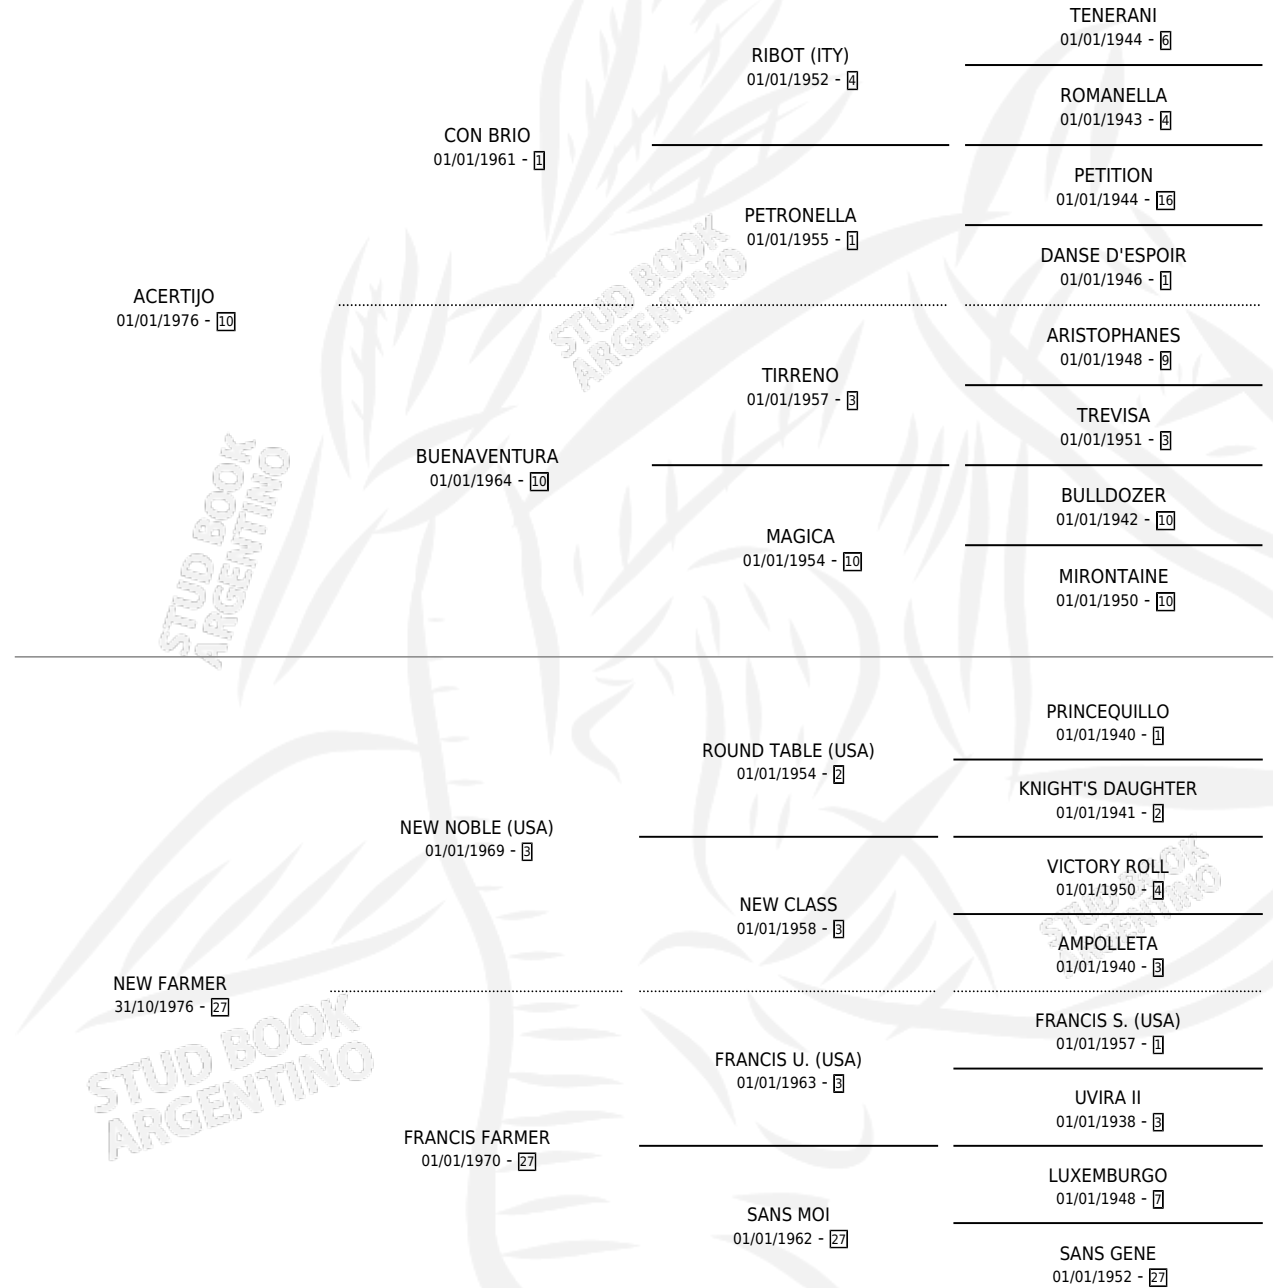 TENERANI
01/01/1944 - 6
RIBOT (ITY)
01/01/1952 - 4
ROMANELLA
01/01/1943 - 4
CON BRIO
01/01/1961 - 1
PETITION
01/01/1944 - 16
PETRONELLA
01/01/1955 - 1
DANSE D'ESPOIR
01/01/1946 - 1
ACERTIJO
01/01/1976 - 10
ARISTOPHANES
01/01/1948 - 9
TIRRENO
01/01/1957 - 3
TREVISA
01/01/1951 - 3
BUENAVENTURA
01/01/1964 - 10
BULLDOZER
01/01/1942 - 10
MAGICA
01/01/1954 - 10
MIRONTAINE
01/01/1950 - 10
STUD BOOK
ARGENTINO
STUD BOOK
ARGENTINO
PRINCEQUILLO
01/01/1940 - 1
ROUND TABLE (USA)
01/01/1954 - 2
KNIGHT'S DAUGHTER
01/01/1941 - 2
NEW NOBLE (USA)
01/01/1969 - 3
VICTORY ROLL
01/01/1950 - 4
NEW CLASS
01/01/1958 - 3
AMPOLLETA
01/01/1940 - 3
NEW FARMER
31/10/1976 - 27
FRANCIS S. (USA)
01/01/1957 - 1
FRANCIS U. (USA)
01/01/1963 - 3
UVIRA II
01/01/1938 - 3
FRANCIS FARMER
01/01/1970 - 27
LUXEMBURGO
01/01/1948 - 7
SANS MOI
01/01/1962 - 27
SANS GENE
01/01/1952 - 27
STUD BOOK
ARGENTINO
STUD BOOK
ARGENTINO